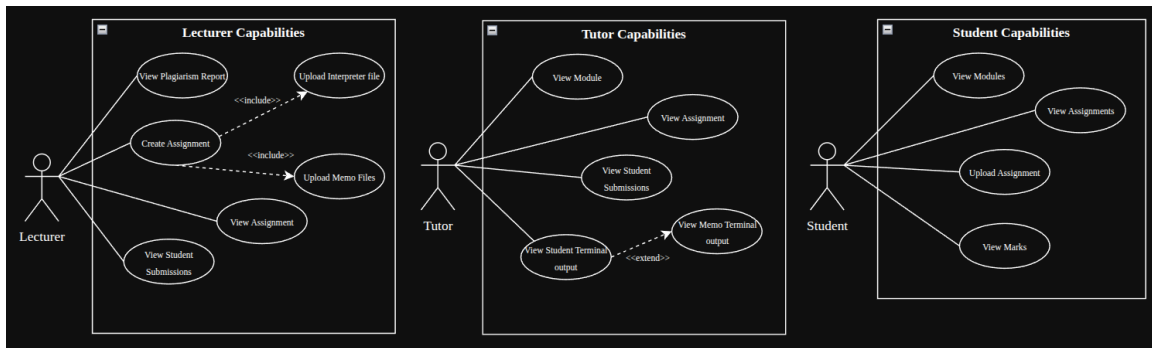 Lecturer Capabilities
View Plagiarism Report
Upload Interpreter file
<<include>>
Create Assignment
<<include>>
Upload Memo Files
Lecturer
View Assignment
View Student
Submissions
Tutor Capabilities
View Module
View Assignment
View Student
Submissions
Tutor
View Memo Terminal
output
View Student Terminal
output
<<extend>>
Student Capabilities
View Modules
View Assignments
Upload Assignment
Student
View Marks